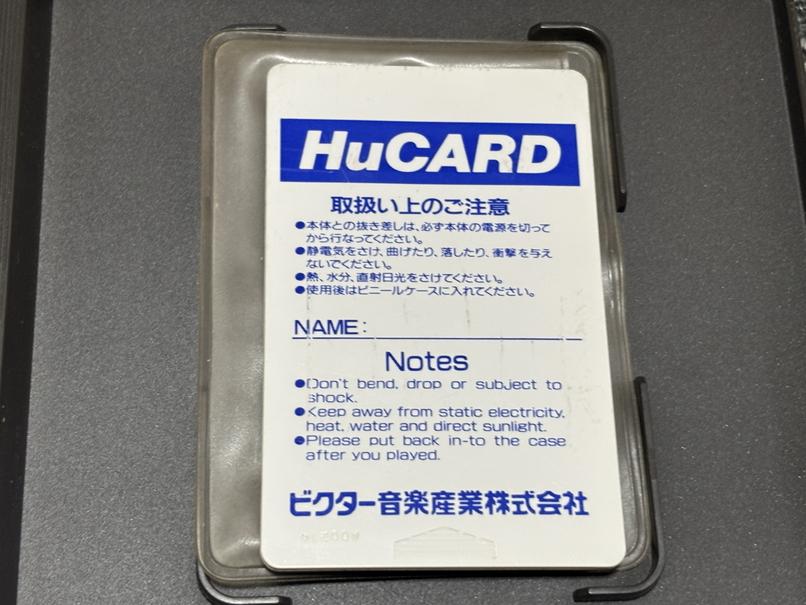 HuCARD
取扱い上のご注意
●本体との抜き差しは、必ず本体の電源を切って
から行なってください。
●静電気をさけ、曲げたり、落したり、衝撃を与え
ないでください。
●熱、水分、直射日光をさけてください。
●使用後はビニールケースに入れてください。
NAME:
Notes
●Don't bend, drop or subject to
shock.
●Keep away from static electricity,
heat, water and direct sunlight.
●Please put back in-to the case
after you played.
ビクター音楽産業株式会社